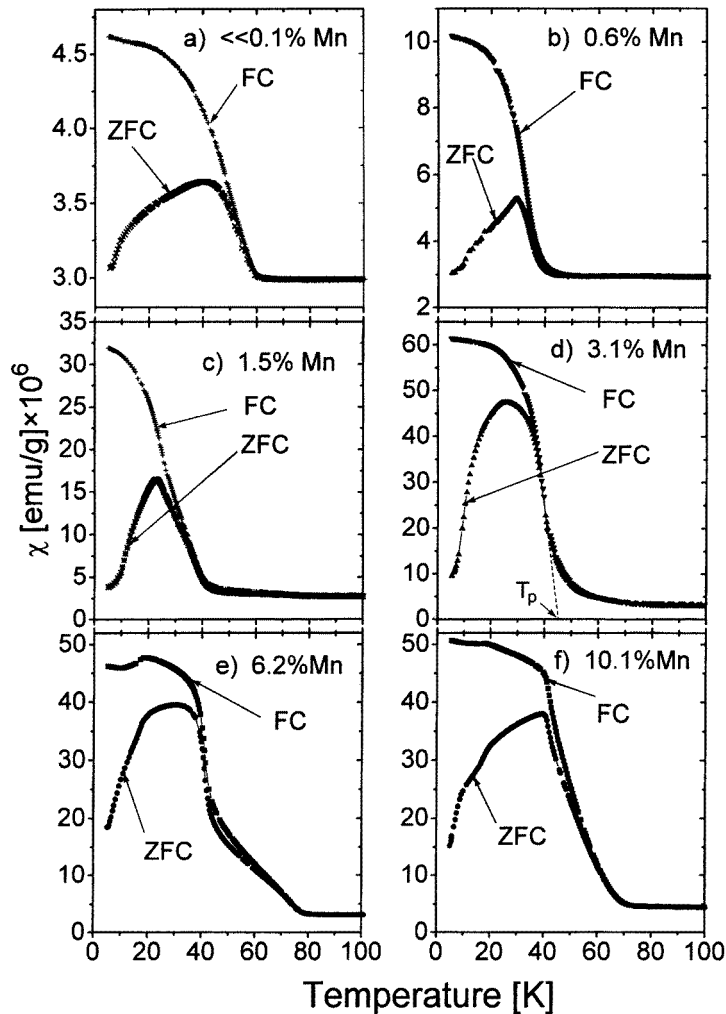 a) <<0.1% Mn
FC
ZFC
4.5
4.0
3.5
3.0
b) 0.6% Mn
FC
ZFC
10
8
6
4
2
c) 1.5% Mn
FC
ZFC
35
30
25
20
15
10
5
0
d) 3.1% Mn
FC
ZFC
Tp
60
50
40
30
20
10
0
χ [emu/g]×10⁶
e) 6.2%Mn
FC
ZFC
50
40
30
20
10
0
0 20 40 60 80 100
f) 10.1%Mn
FC
ZFC
50
40
30
20
10
0
0 20 40 60 80 100
Temperature [K]